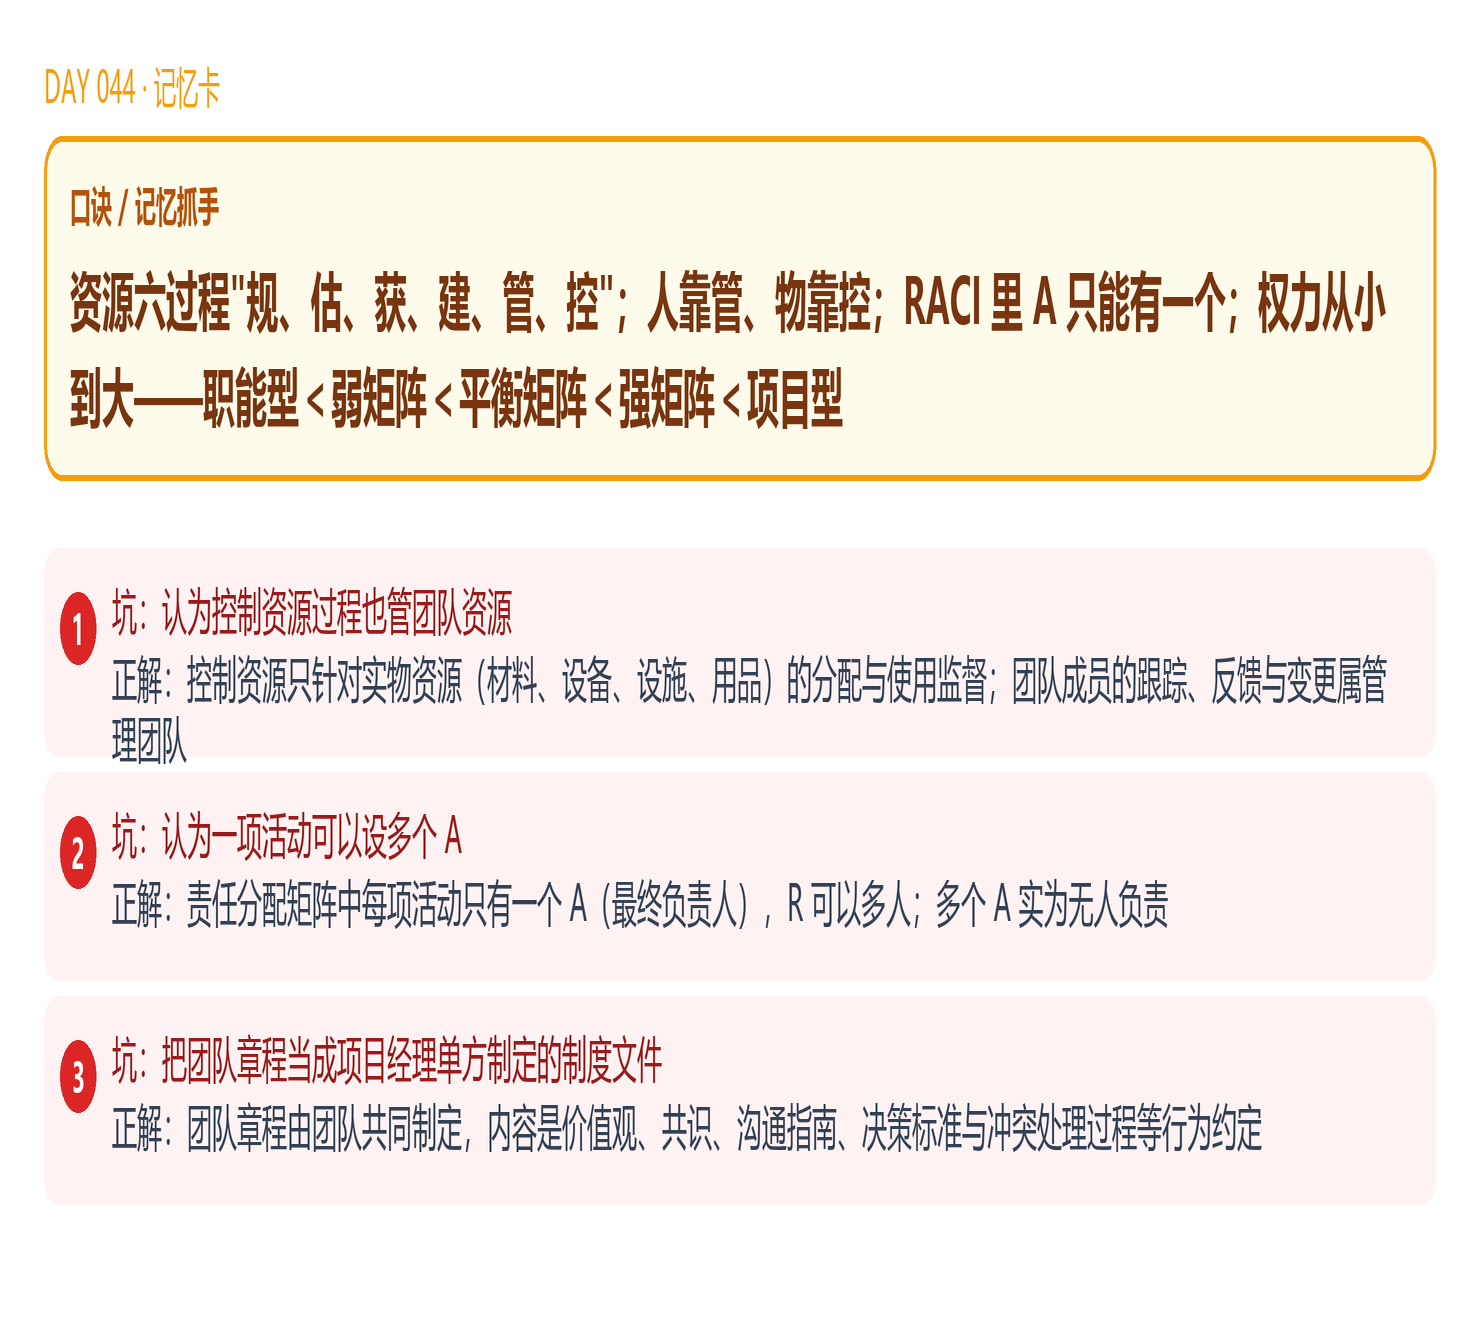 DAY 044 · 记忆卡
口诀 / 记忆抓手
资源六过程"规、估、获、建、管、控"；人靠管、物靠控；RACI 里 A 只能有一个；权力从小
到大——职能型 < 弱矩阵 < 平衡矩阵 < 强矩阵 < 项目型
1
坑：认为控制资源过程也管团队资源
正解：控制资源只针对实物资源（材料、设备、设施、用品）的分配与使用监督；团队成员的跟踪、反馈与变更属管
理团队
2
坑：认为一项活动可以设多个 A
正解：责任分配矩阵中每项活动只有一个 A（最终负责人），R 可以多人；多个 A 实为无人负责
3
坑：把团队章程当成项目经理单方制定的制度文件
正解：团队章程由团队共同制定，内容是价值观、共识、沟通指南、决策标准与冲突处理过程等行为约定